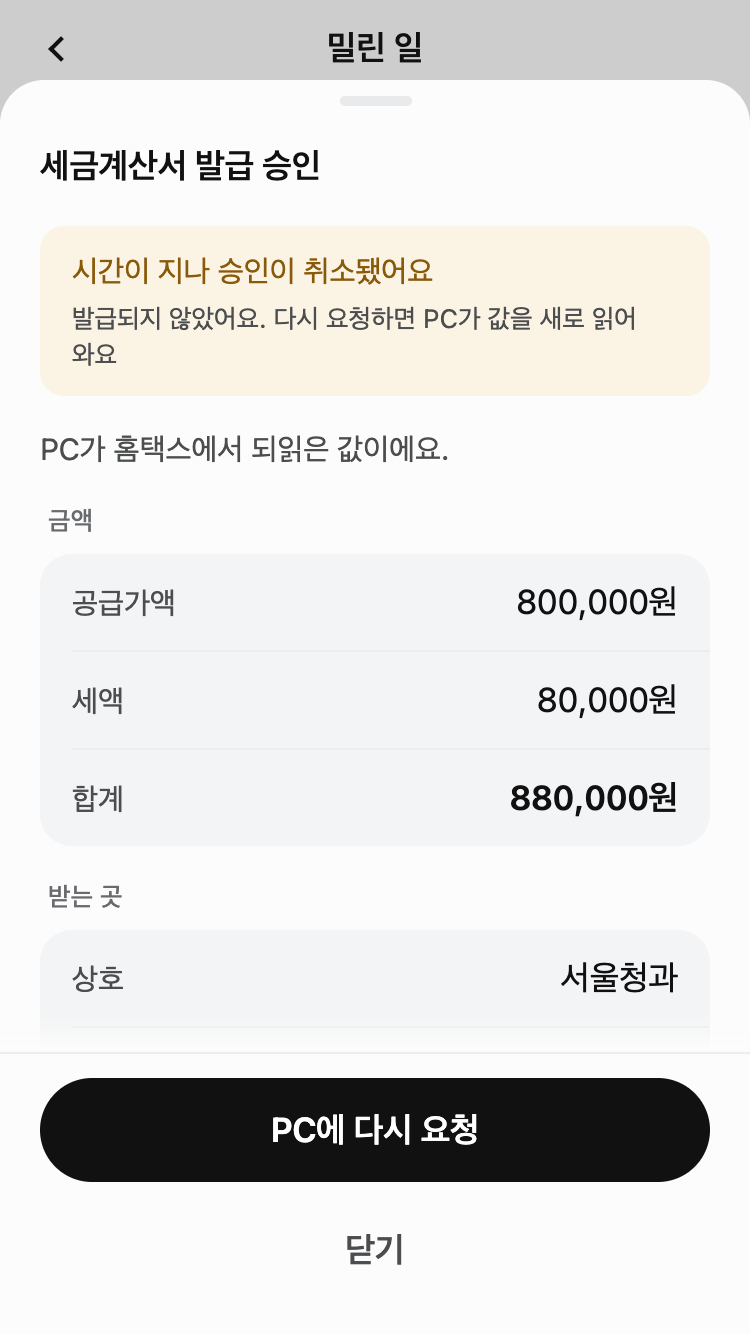 밀린 일
세금계산서 발급 승인
시간이 지나 승인이 취소됐어요
발급되지 않았어요. 다시 요청하면 PC가 값을 새로 읽어
와요
PC가 홈택스에서 되읽은 값이에요.
금액
공급가액 800,000원
세액 80,000원
합계 880,000원
받는 곳
상호 서울청과
PC에 다시 요청
닫기